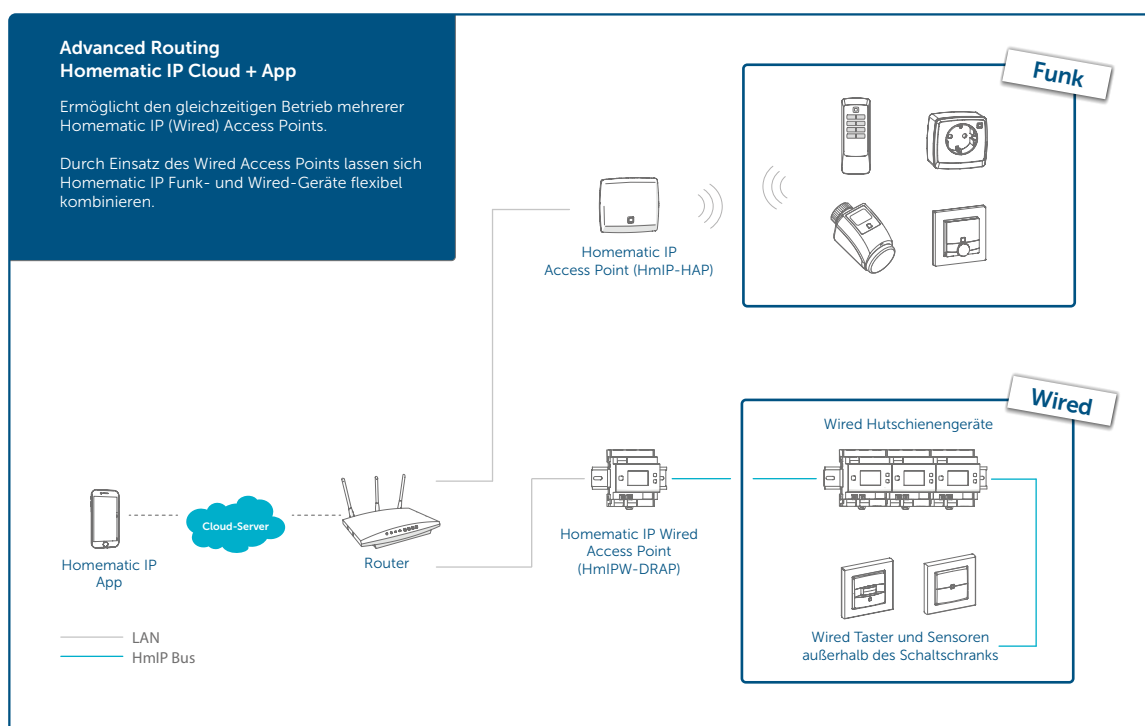 Advanced Routing
Homematic IP Cloud + App
Ermöglicht den gleichzeitigen Betrieb mehrerer
Homematic IP (Wired) Access Points.
Durch Einsatz des Wired Access Points lassen sich
Homematic IP Funk- und Wired-Geräte flexibel
kombinieren.
Funk
Homematic IP
Access Point (HmIP-HAP)
Wired
Wired Hutschienengeräte
Cloud-Server
Homematic IP
App
Router
Homematic IP Wired
Access Point
(HmIPW-DRAP)
Wired Taster und Sensoren
außerhalb des Schaltschranks
LAN
HmIP Bus